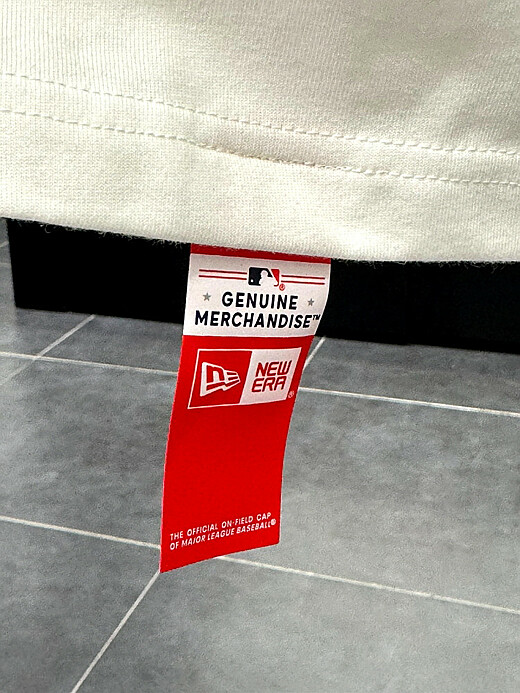 GENUINE
MERCHANDISE™
NEW
ERA®
THE OFFICIAL ON-FIELD CAP
OF MAJOR LEAGUE BASEBALL®